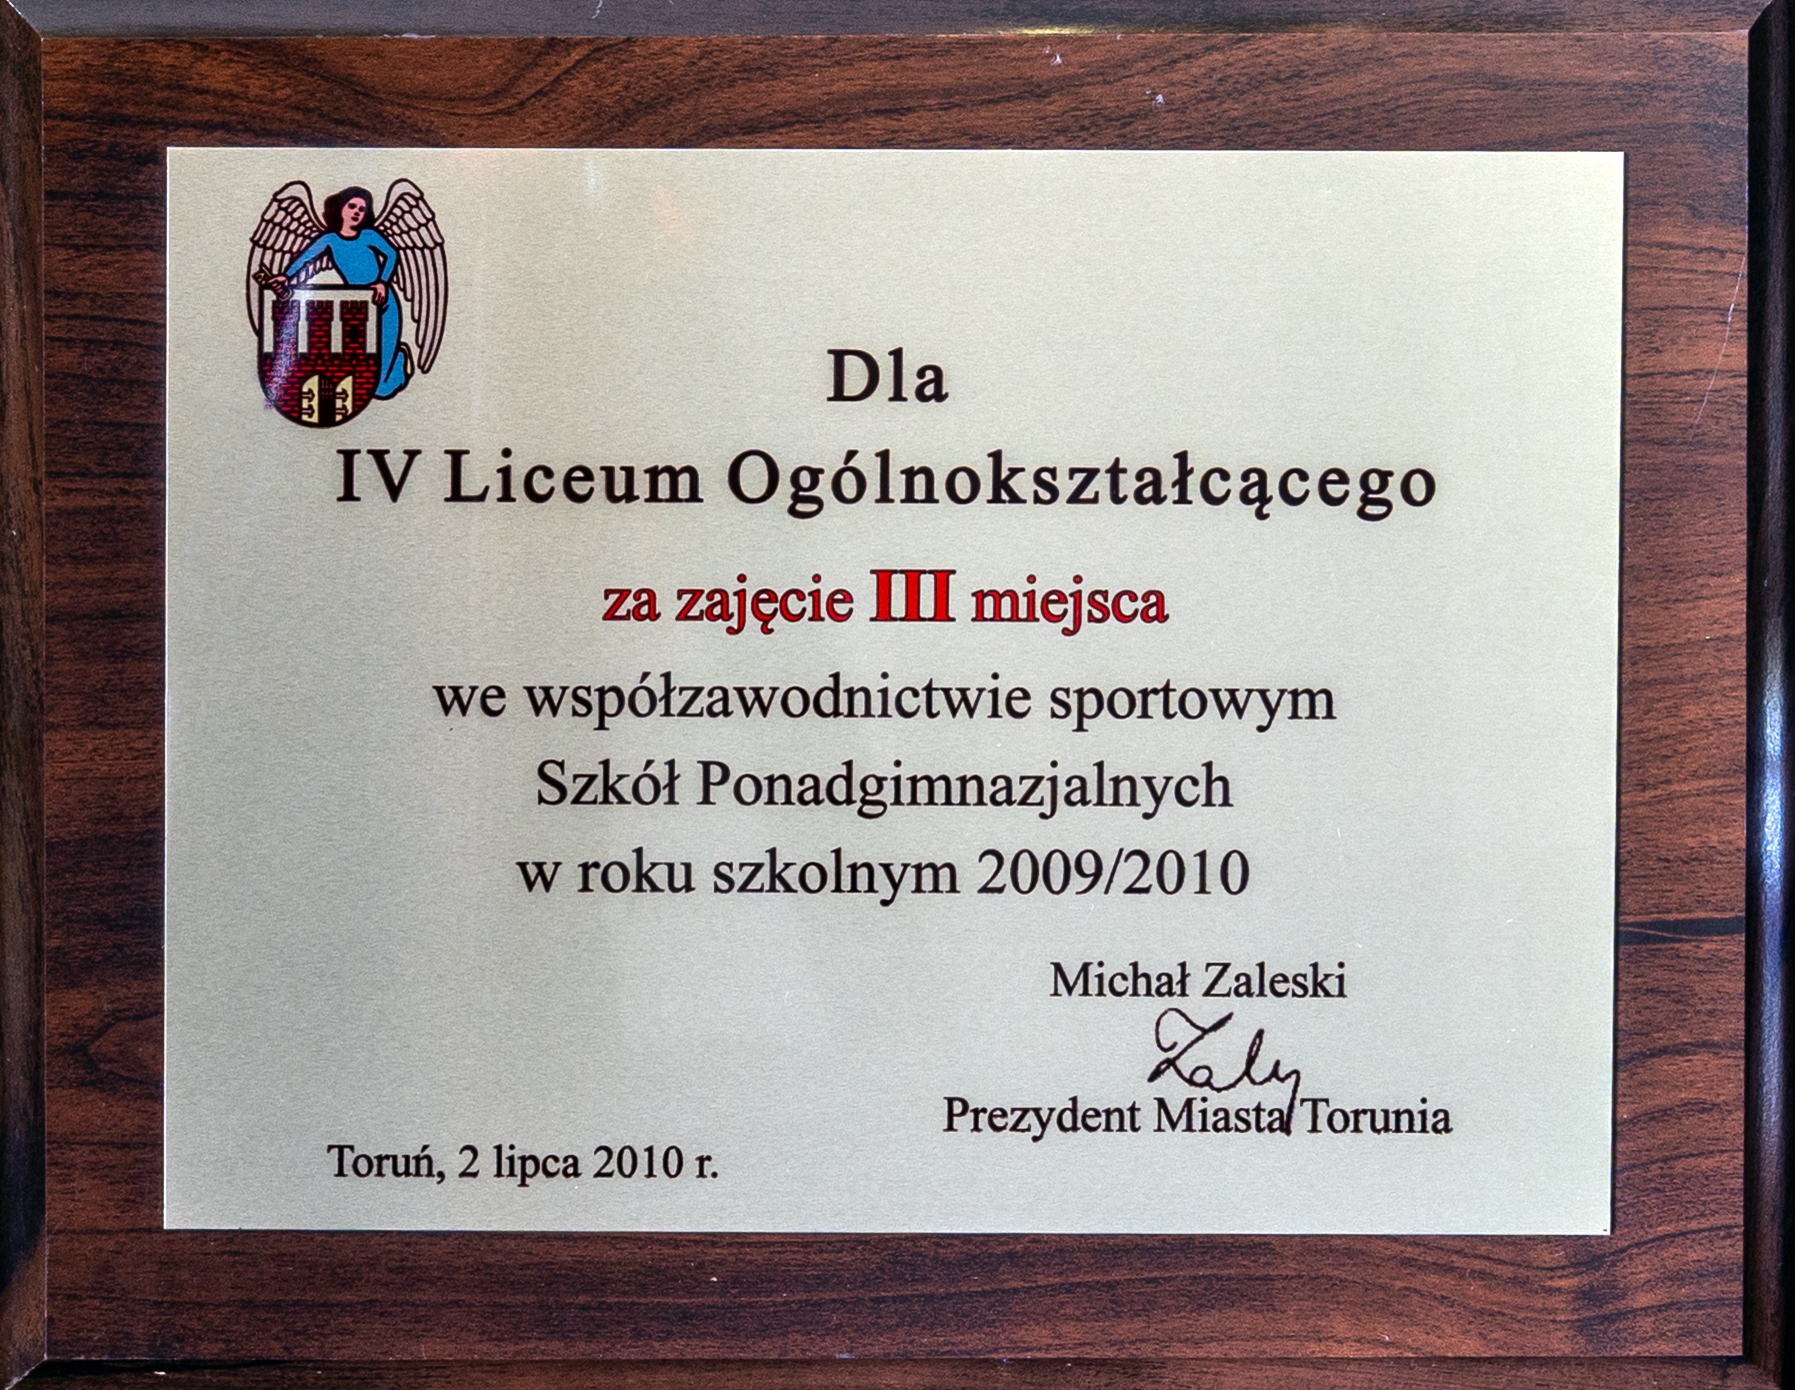 Dla
IV Liceum Ogólnokształcącego
za zajęcie III miejsca
we współzawodnictwie sportowym
Szkół Ponadgimnazjalnych
w roku szkolnym 2009/2010
Michał Zaleski
Prezydent Miasta Torunia
Toruń, 2 lipca 2010 r.